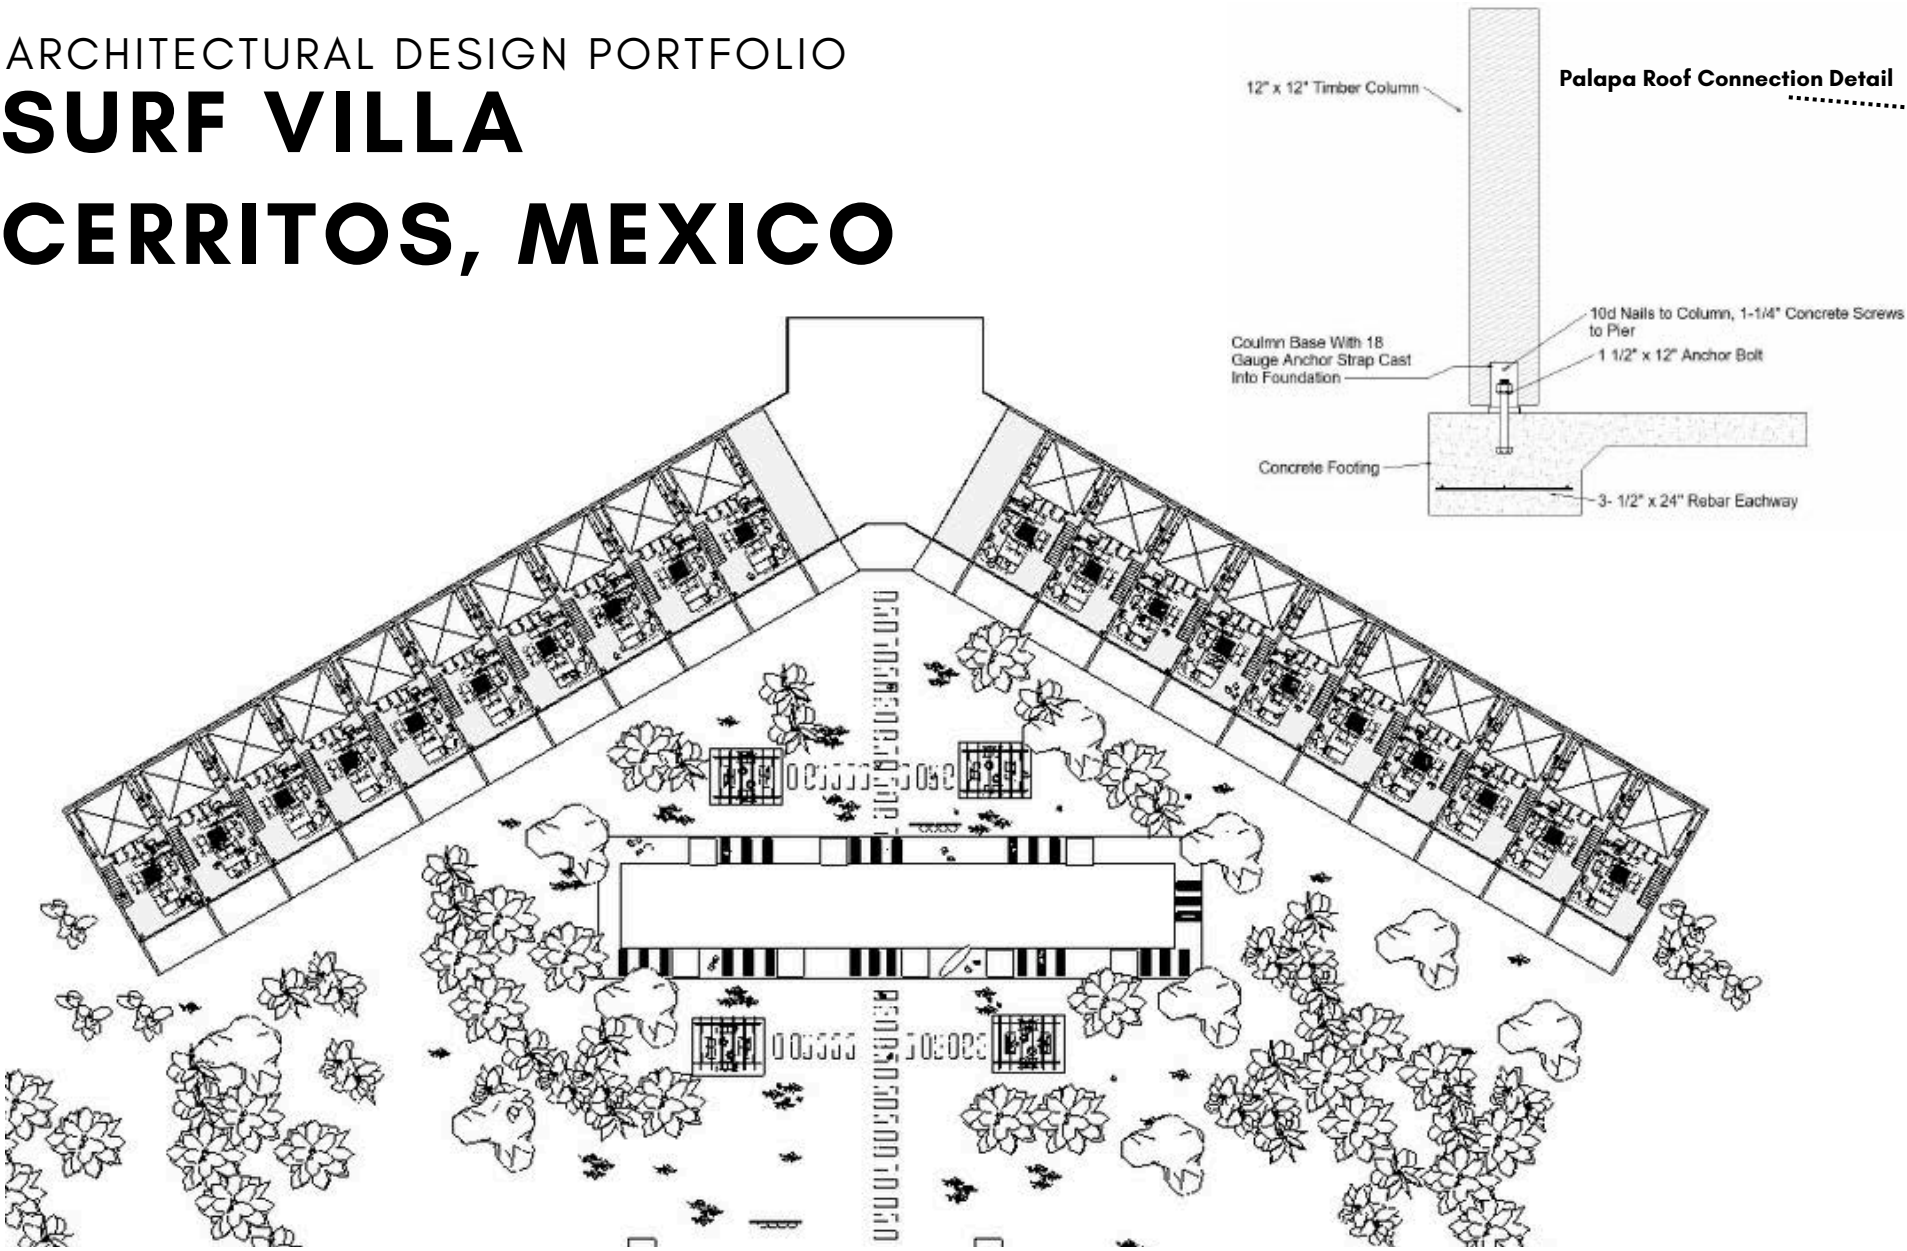 ARCHITECTURAL DESIGN PORTFOLIO
SURF VILLA
CERRITOS, MEXICO
Palapa Roof Connection Detail
12" x 12" Timber Column
10d Nails to Column, 1-1/4" Concrete Screws
to Pier
1 1/2" x 12" Anchor Bolt
Coulmn Base With 18
Gauge Anchor Strap Cast
Into Foundation
Concrete Footing
3- 1/2" x 24" Rebar Eachway